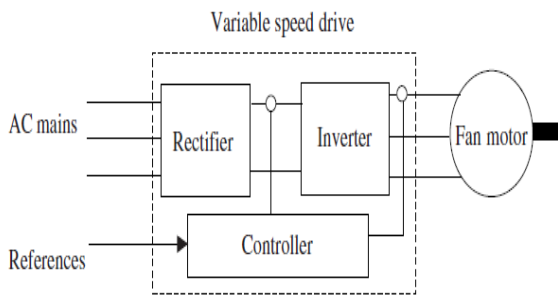 Variable speed drive
AC mains
Rectifier
Inverter
Fan motor
Controller
References